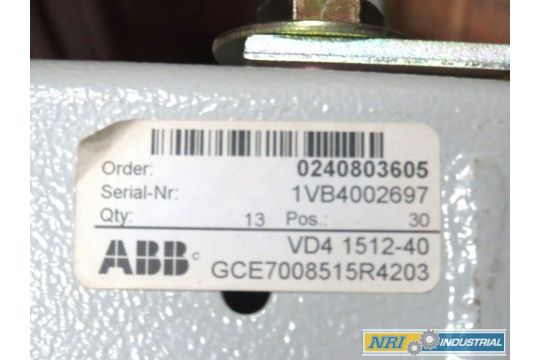 Order: 0240803605
Serial-Nr: 1VB4002697
Qty: 13 Pos.: 30
ABB c VD4 1512-40
GCE7008515R4203
NRI INDUSTRIAL